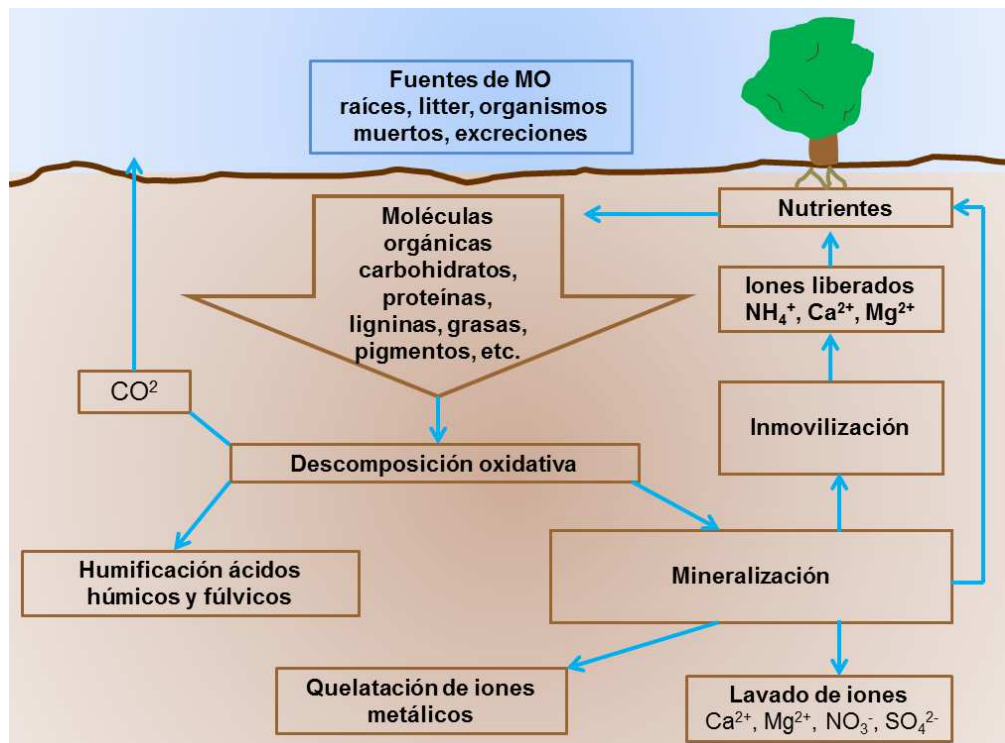 Fuentes de MO
raíces, litter, organismos
muertos, excreciones
Moléculas
orgánicas
carbohidratos,
proteínas,
ligninas, grasas,
pigmentos, etc.
Nutrientes
Iones liberados
NH₄⁺, Ca²⁺, Mg²⁺
CO²
Inmovilización
Descomposición oxidativa
Humificación ácidos
húmicos y fúlvicos
Mineralización
Quelatación de iones
metálicos
Lavado de iones
Ca²⁺, Mg²⁺, NO₃⁻, SO₄²⁻